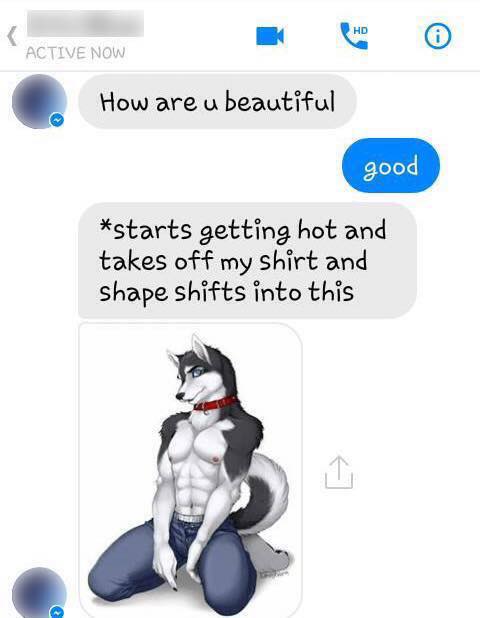 ACTIVE NOW
HD
How are u beautiful
good
*starts getting hot and
takes off my shirt and
shape shifts into this